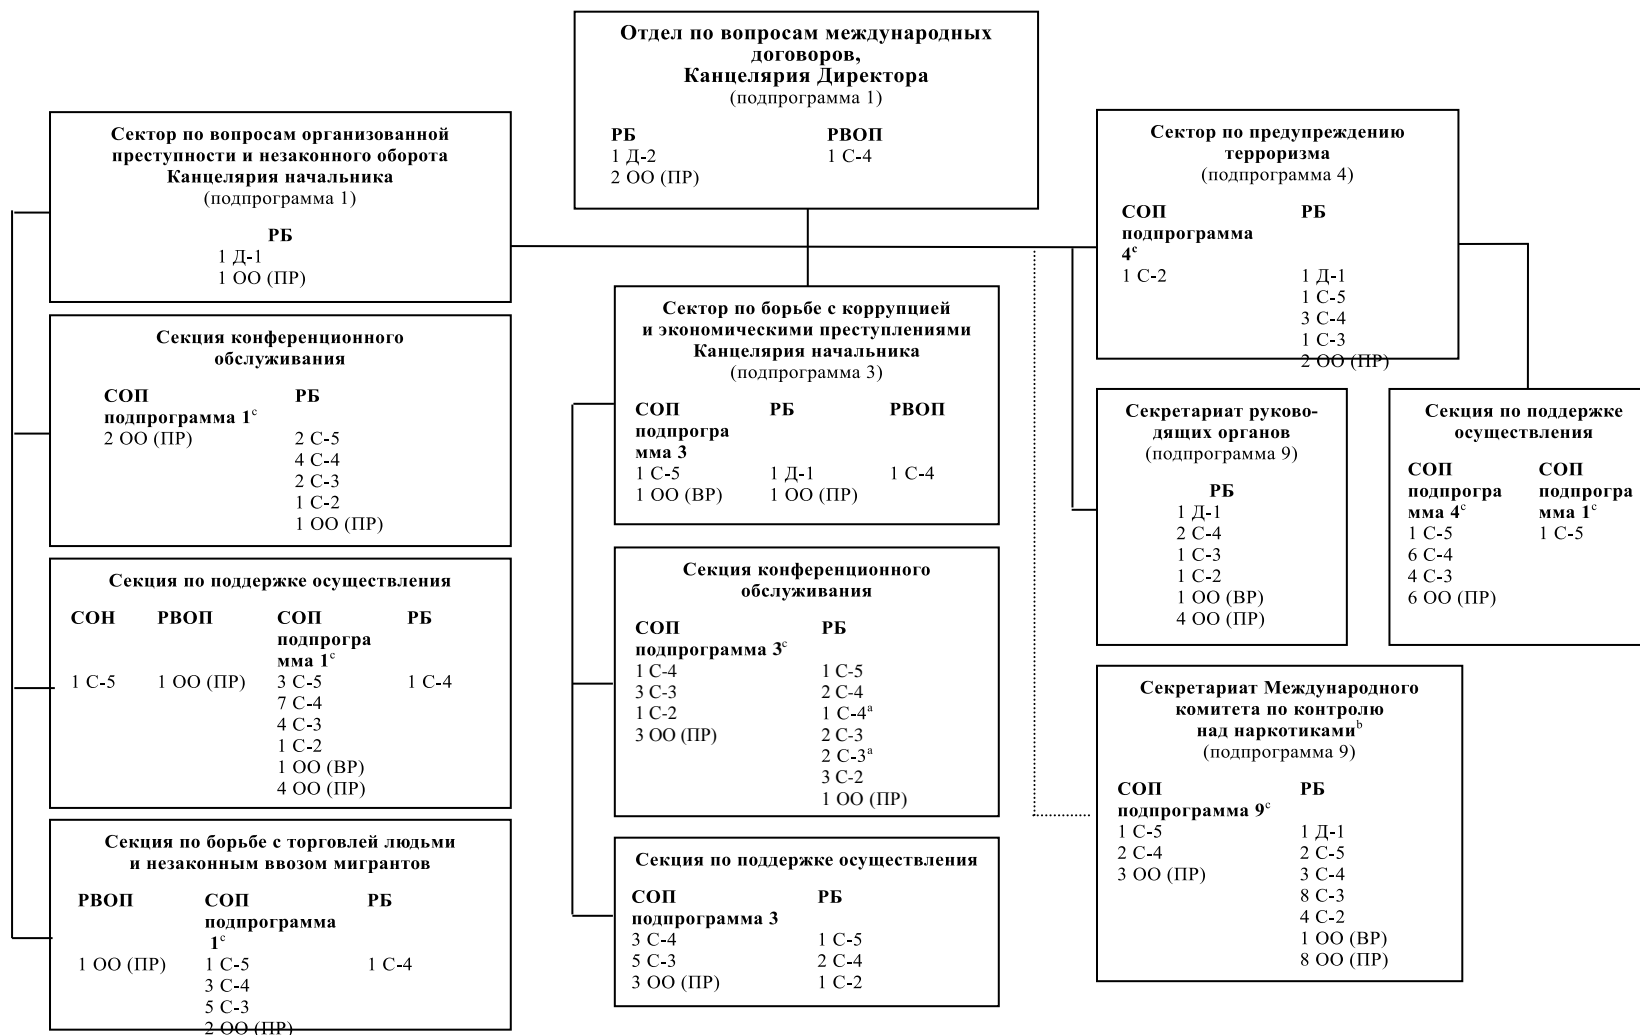 Отдел по вопросам международных
договоров,
Канцелярия Директора
(подпрограмма 1)
РБ РВОП
1 Д-2 1 С-4
2 ОО (ПР)
Сектор по вопросам организованной
преступности и незаконного оборота
Канцелярия начальника
(подпрограмма 1)
РБ
1 Д-1
1 ОО (ПР)
Секция конференционного
обслуживания
СОП РБ
подпрограмма 1ᶜ
2 ОО (ПР) 2 С-5
4 С-4
2 С-3
1 С-2
1 ОО (ПР)
Секция по поддержке осуществления
СОН РВОП СОП РБ
подпрогра
мма 1ᶜ
1 С-5 1 ОО (ПР) 3 С-5 1 С-4
7 С-4
4 С-3
1 С-2
1 ОО (ВР)
4 ОО (ПР)
Секция по борьбе с торговлей людьми
и незаконным ввозом мигрантов
РВОП СОП РБ
подпрограмма
1ᶜ
1 ОО (ПР) 1 С-5 1 С-4
3 С-4
5 С-3
2 ОО (ПР)
Сектор по борьбе с коррупцией
и экономическими преступлениями
Канцелярия начальника
(подпрограмма 3)
СОП РБ РВОП
подпрогра
мма 3
1 С-5 1 Д-1 1 С-4
1 ОО (ВР) 1 ОО (ПР)
Секция конференционного
обслуживания
СОП РБ
подпрограмма 3ᶜ
1 С-4 1 С-5
3 С-3 2 С-4
1 С-2 1 С-4ᵃ
3 ОО (ПР) 2 С-3
2 С-3ᵃ
3 С-2
1 ОО (ПР)
Секция по поддержке осуществления
СОП РБ
подпрограмма 3
3 С-4 1 С-5
5 С-3 2 С-4
3 ОО (ПР) 1 С-2
Сектор по предупреждению
терроризма
(подпрограмма 4)
СОП РБ
подпрограмма
4ᶜ
1 С-2 1 Д-1
1 С-5
3 С-4
1 С-3
2 ОО (ПР)
Секретариат руково-
дящих органов
(подпрограмма 9)
РБ
1 Д-1
2 С-4
1 С-3
1 С-2
1 ОО (ВР)
4 ОО (ПР)
Секция по поддержке
осуществления
СОП СОП
подпрогра подпрогра
мма 4ᶜ мма 1ᶜ
1 С-5 1 С-5
6 С-4
4 С-3
6 ОО (ПР)
Секретариат Международного
комитета по контролю
над наркотикамиᵇ
(подпрограмма 9)
СОП РБ
подпрограмма 9ᶜ
1 С-5 1 Д-1
2 С-4 2 С-5
3 ОО (ПР) 3 С-4
8 С-3
4 С-2
1 ОО (ВР)
8 ОО (ПР)